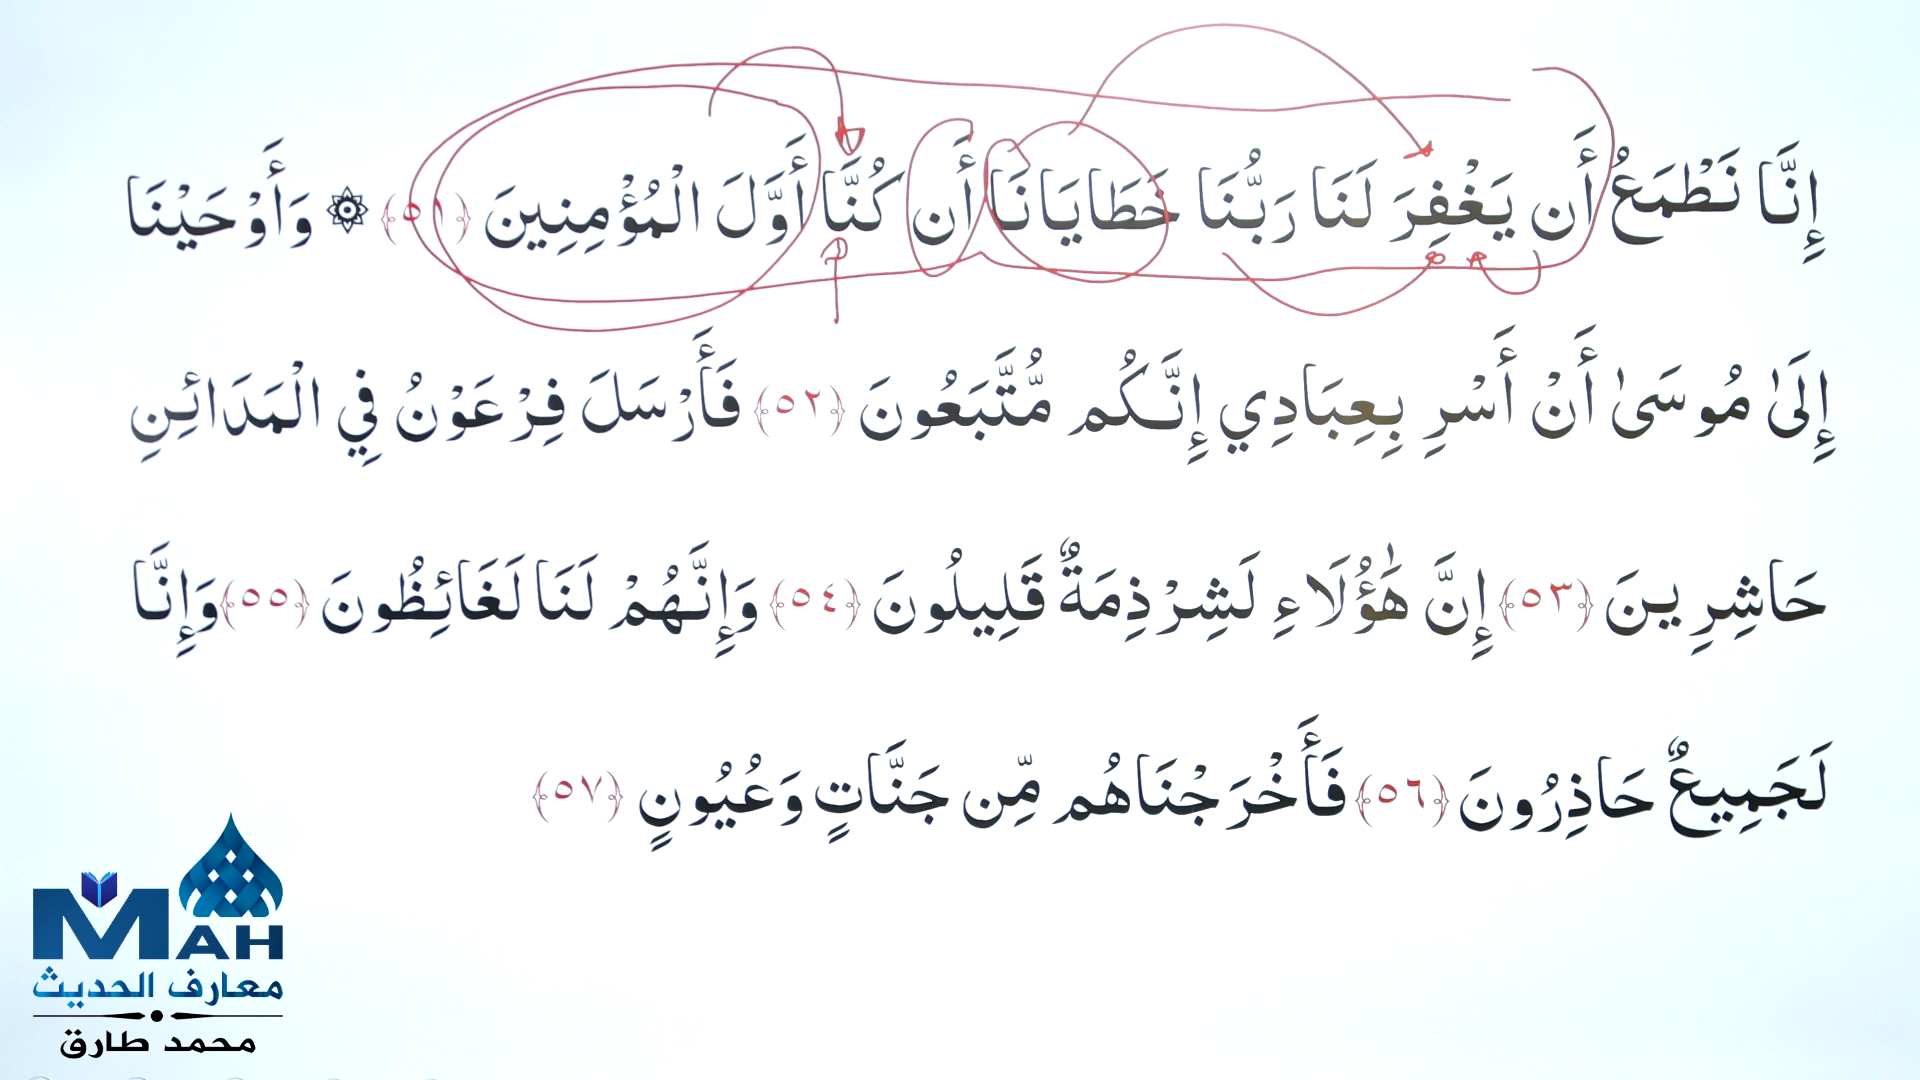 إِنَّا نَطْمَعُ أَن يَغْفِرَ لَنَا رَبُّنَا خَطَايَانَا أَن كُنَّا أَوَّلَ الْمُؤْمِنِينَ ﴿٥١﴾ ۞ وَأَوْحَيْنَا
إِلَىٰ مُوسَىٰ أَنْ أَسْرِ بِعِبَادِي إِنَّكُم مُّتَّبَعُونَ ﴿٥٢﴾ فَأَرْسَلَ فِرْعَوْنُ فِي الْمَدَائِنِ
حَاشِرِينَ ﴿٥٣﴾ إِنَّ هَٰؤُلَاءِ لَشِرْذِمَةٌ قَلِيلُونَ ﴿٥٤﴾ وَإِنَّهُمْ لَنَا لَغَائِظُونَ ﴿٥٥﴾ وَإِنَّا
لَجَمِيعٌ حَاذِرُونَ ﴿٥٦﴾ فَأَخْرَجْنَاهُم مِّن جَنَّاتٍ وَعُيُونٍ ﴿٥٧﴾
MAH
معارف الحديث
محمد طارق